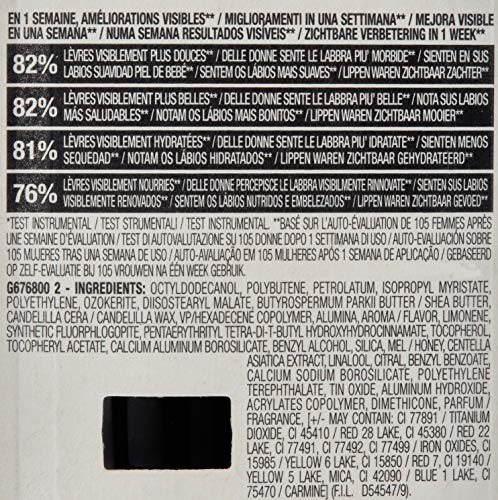 EN 1 SEMAINE, AMÉLIORATIONS VISIBLES** / MIGLIORAMENTI IN UNA SETTIMANA** / MEJORA VISIBLE
EN UNA SEMANA** / NUMA SEMANA RESULTADOS VISÍVEIS** / ZICHTBARE VERBETERING IN 1 WEEK**
82% LÈVRES VISIBLEMENT PLUS DOUCES** / DELLE DONNE SENTE LE LABBRA PIU' MORBIDE** / SIENTEN EN SUS
LABIOS SUAVIDAD PIEL DE BEBÉ** / SENTEM OS LÁBIOS MAIS SUAVES** / LIPPEN WAREN ZICHTBAAR ZACHTER**
82% LÈVRES VISIBLEMENT PLUS BELLES** / DELLE DONNE SENTE LE LABBRA PIU' BELLE** / NOTA SUS LABIOS
MÁS SALUDABLES** / NOTAM OS LÁBIOS MAIS BONITOS** / LIPPEN WAREN ZICHTBAAR MOOIER**
81% LÈVRES VISIBLEMENT HYDRATÉES** / DELLE DONNE SENTE LE LABBRA PIU' IDRATATE** / SIENTEN MENOS
SEQUEDAD** / NOTAM OS LÁBIOS HIDRATADOS** / LIPPEN WAREN ZICHTBAAR GEHYDRATEERD**
76% LÈVRES VISIBLEMENT NOURRIES** / DELLE DONNE PERCEPISCE LE LABBRA VISIBILMENTE RINNOVATE** / SIENTEN SUS LABIOS
VISIBLEMENTE RENOVADOS** / SENTEM OS LÁBIOS NUTRIDOS E EMBELEZADOS** / LIPPEN WAREN ZICHTBAAR GEVOED**
*TEST INSTRUMENTAL / TEST STRUMENTALI / TEST INSTRUMENTAL. **BASÉ SUR L'AUTO-ÉVALUATION DE 105 FEMMES APRÈS
UNE SEMAINE D'ÉVALUATION / TEST DI AUTOVALUTAZIONE SU 105 DONNE DOPO 1 SETTIMANA DI USO / AUTO-EVALUACIÓN SOBRE
105 MUJERES TRAS UNA SEMANA DE USO / AUTO-AVALIAÇÃO EM 105 MULHERES APÓS 1 SEMANA DE APLICAÇÃO / GEBASEERD
OP ZELF-EVALUATIE BIJ 105 VROUWEN NA ÉÉN WEEK GEBRUIK.
G676800 2 - INGREDIENTS: OCTYLDODECANOL, POLYBUTENE, PETROLATUM, ISOPROPYL MYRISTATE,
POLYETHYLENE, OZOKERITE, DIISOSTEARYL MALATE, BUTYROSPERMUM PARKII BUTTER / SHEA BUTTER,
CANDELILLA CERA / CANDELILLA WAX, VP/HEXADECENE COPOLYMER, ALUMINA, AROMA / FLAVOR, LIMONENE,
SYNTHETIC FLUORPHLOGOPITE, PENTAERYTHRITYL TETRA-DI-T-BUTYL HYDROXYHYDROCINNAMATE, TOCOPHEROL,
TOCOPHERYL ACETATE, CALCIUM ALUMINUM BOROSILICATE, BENZYL ALCOHOL, SILICA, MEL / HONEY, CENTELLA
ASIATICA EXTRACT, LINALOOL, CITRAL, BENZYL BENZOATE,
CALCIUM SODIUM BOROSILICATE, POLYETHYLENE
TEREPHTHALATE, TIN OXIDE, ALUMINUM HYDROXIDE,
ACRYLATES COPOLYMER, DIMETHICONE, PARFUM /
FRAGRANCE, [+/- MAY CONTAIN: CI 77891 / TITANIUM
DIOXIDE, CI 45410 / RED 28 LAKE, CI 45380 / RED 22
LAKE, CI 77491, CI 77492, CI 77499 / IRON OXIDES, CI
15985 / YELLOW 6 LAKE, CI 15850 / RED 7, CI 19140/
YELLOW 5 LAKE, MICA, CI 42090 / BLUE 1 LAKE, CI
75470 / CARMINE] (F.I.L. D54547/9).